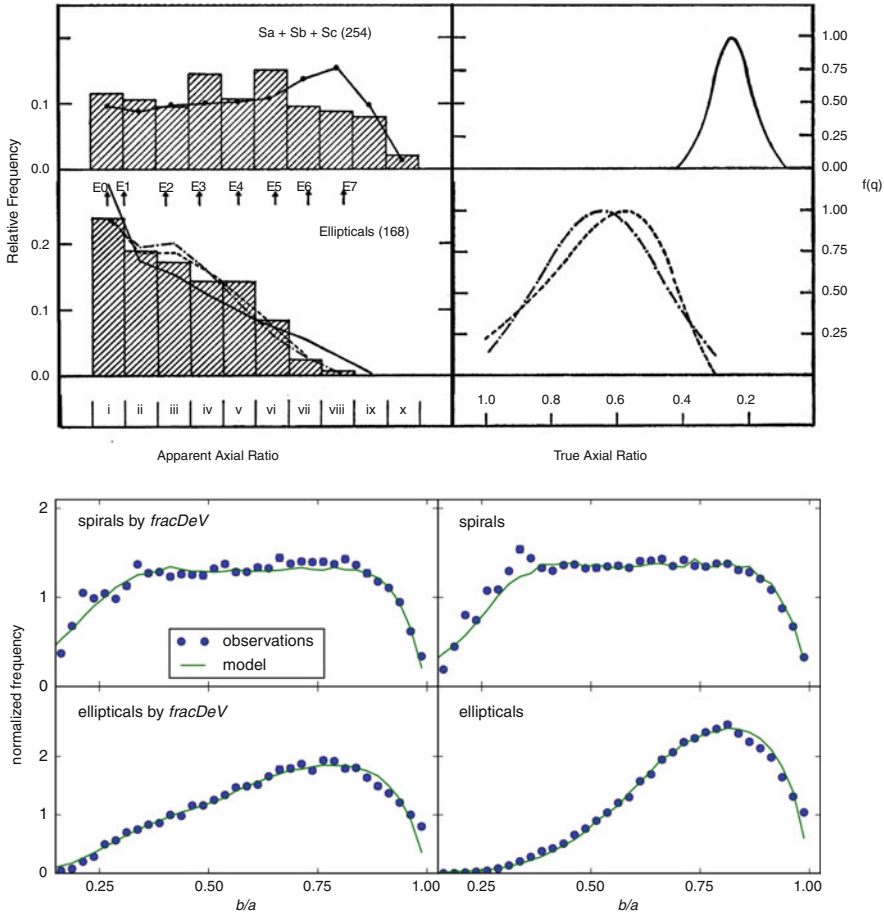 Sa + Sb + Sc (254)
Relative Frequency
0.1
0.0
1.00
0.75
0.50
0.25
0.00
f(q)
E0 E1 E2 E3 E4 E5 E6 E7
Ellipticals (168)
0.2
0.1
0.0
1.00
0.75
0.50
0.25
1.0 0.8 0.6 0.4 0.2
i ii iii iv v vi vii viii ix x
Apparent Axial Ratio
True Axial Ratio
normalized frequency
2
1
0
spirals by fracDeV
observations
model
spirals
2
1
0
ellipticals by fracDeV
ellipticals
0.25 0.50 0.75 1.00
b/a
0.25 0.50 0.75 1.00
b/a